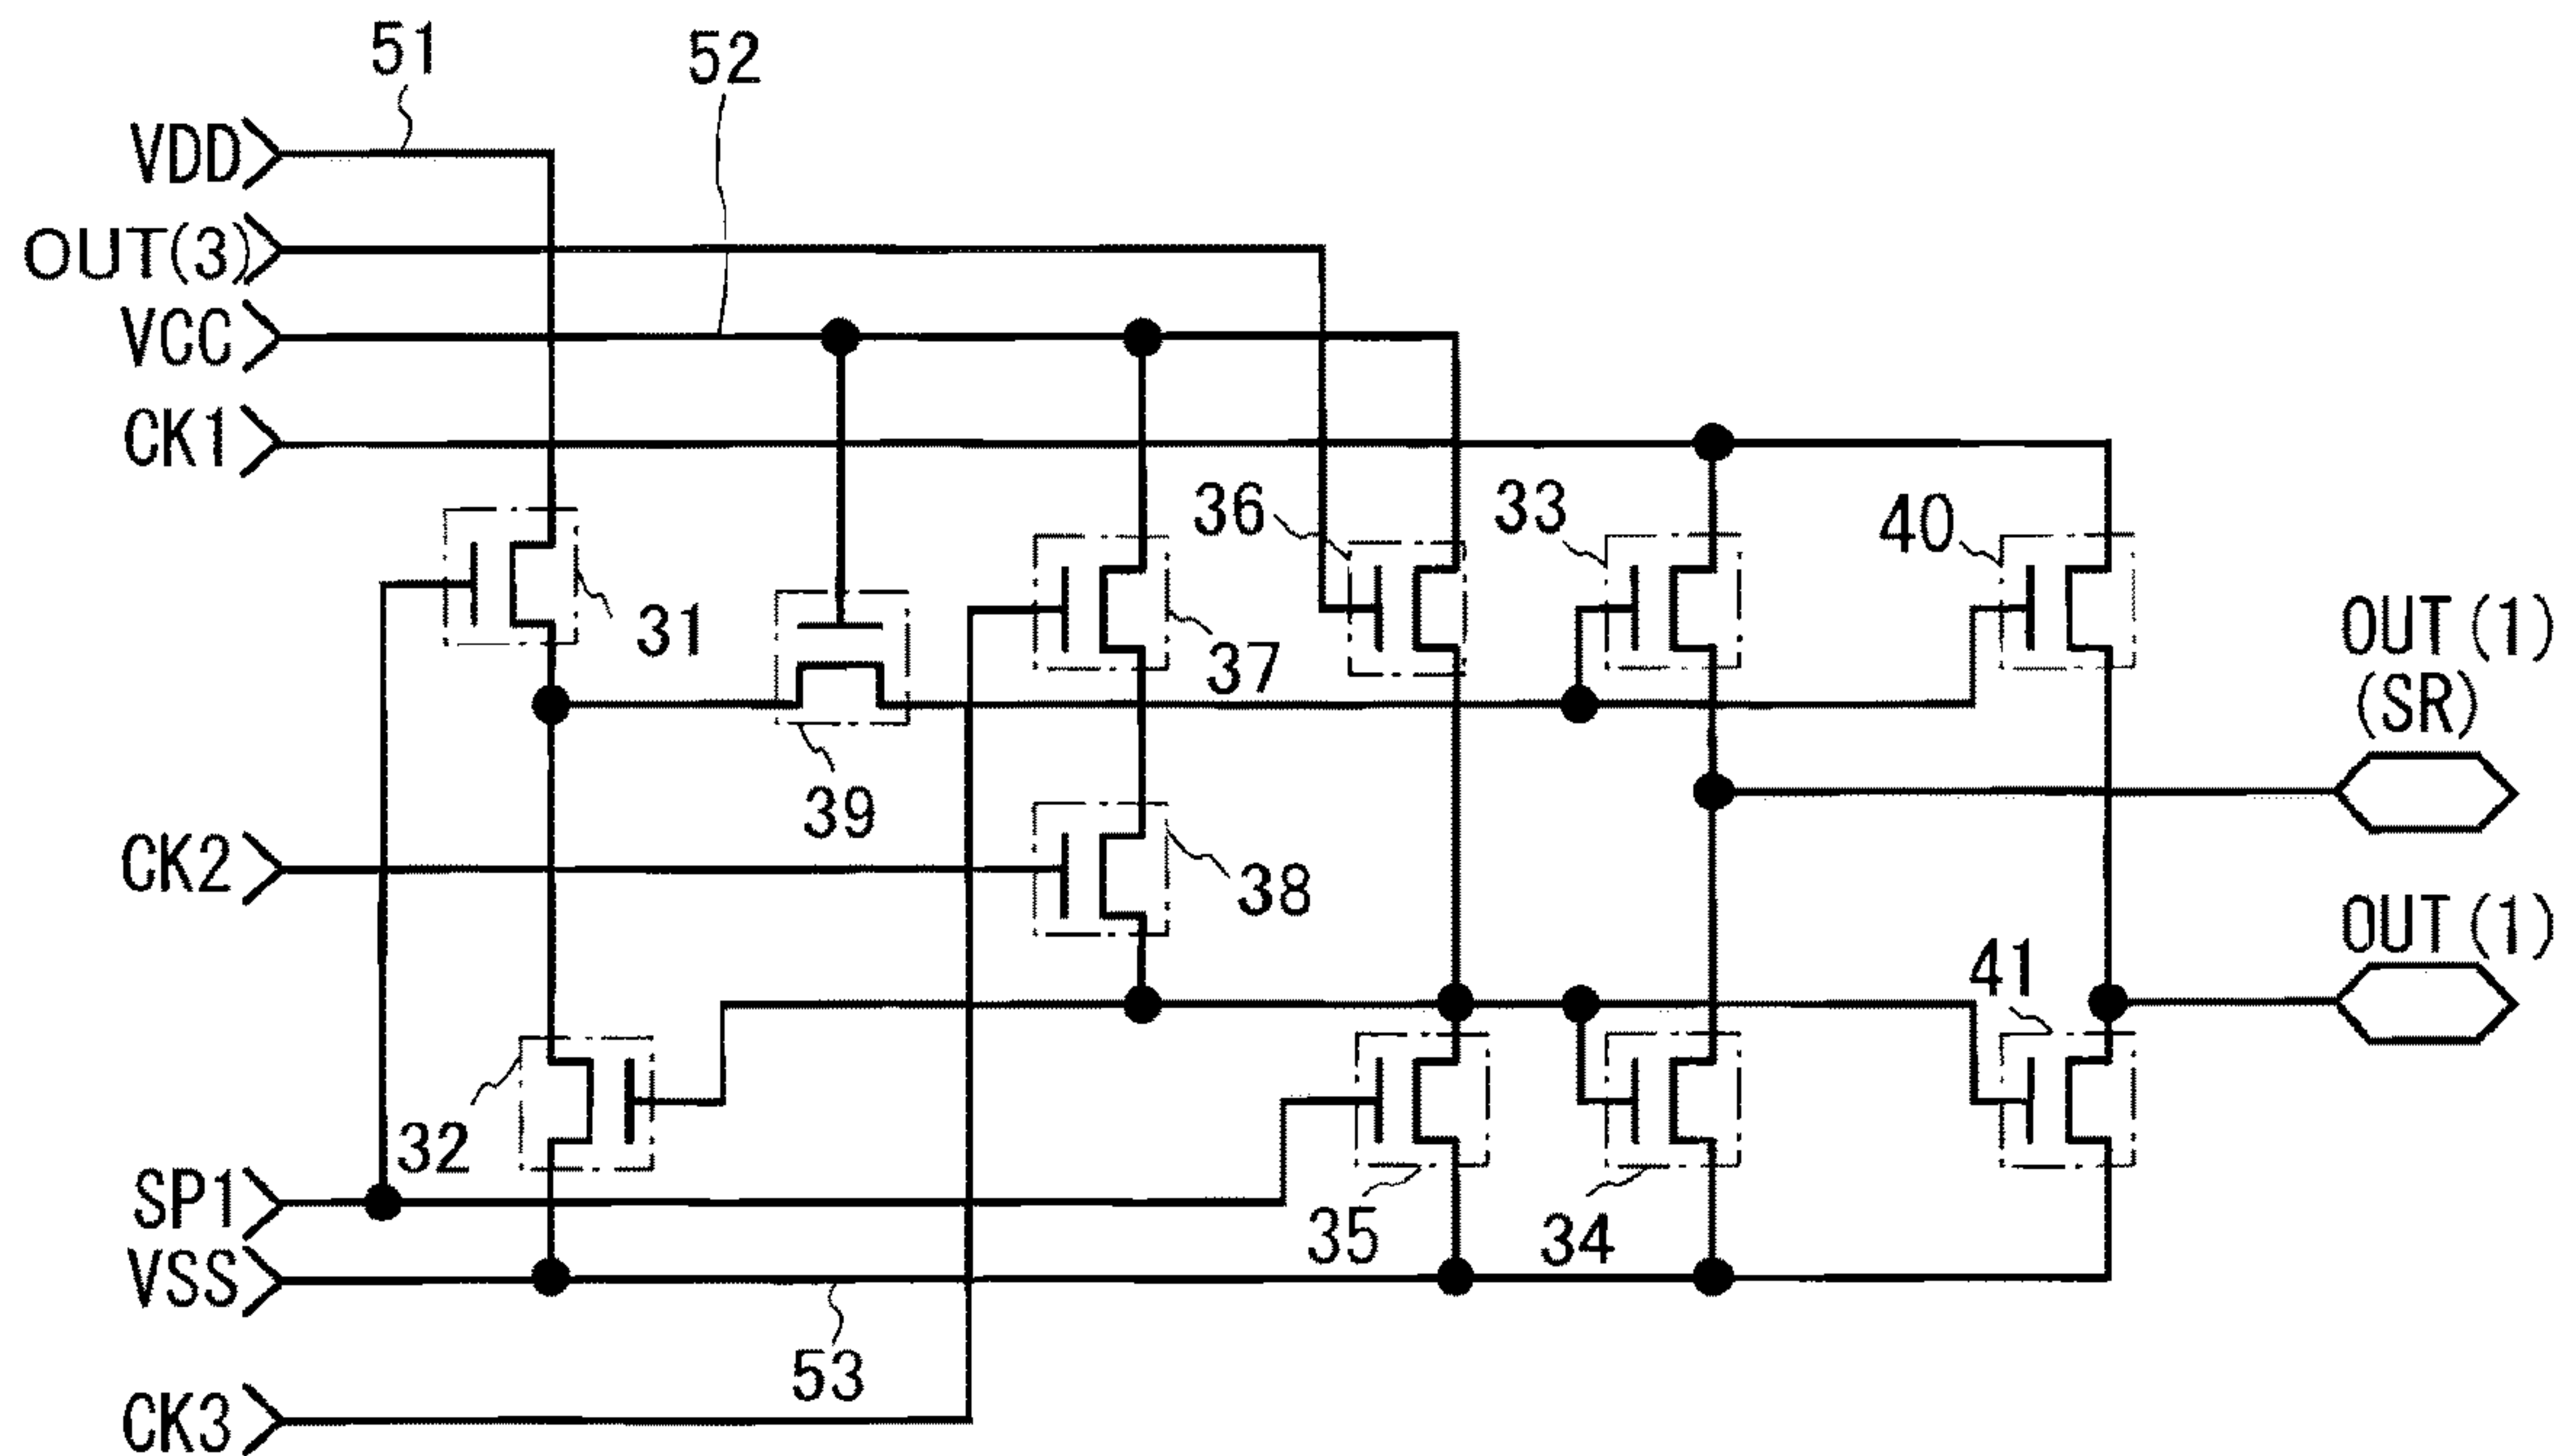 51
52
VDD
OUT(3)
VCC
CK1
36
33
40
31
37
OUT(1)
(SR)
39
CK2
38
OUT(1)
41
32
SP1
35
34
VSS
53
CK3